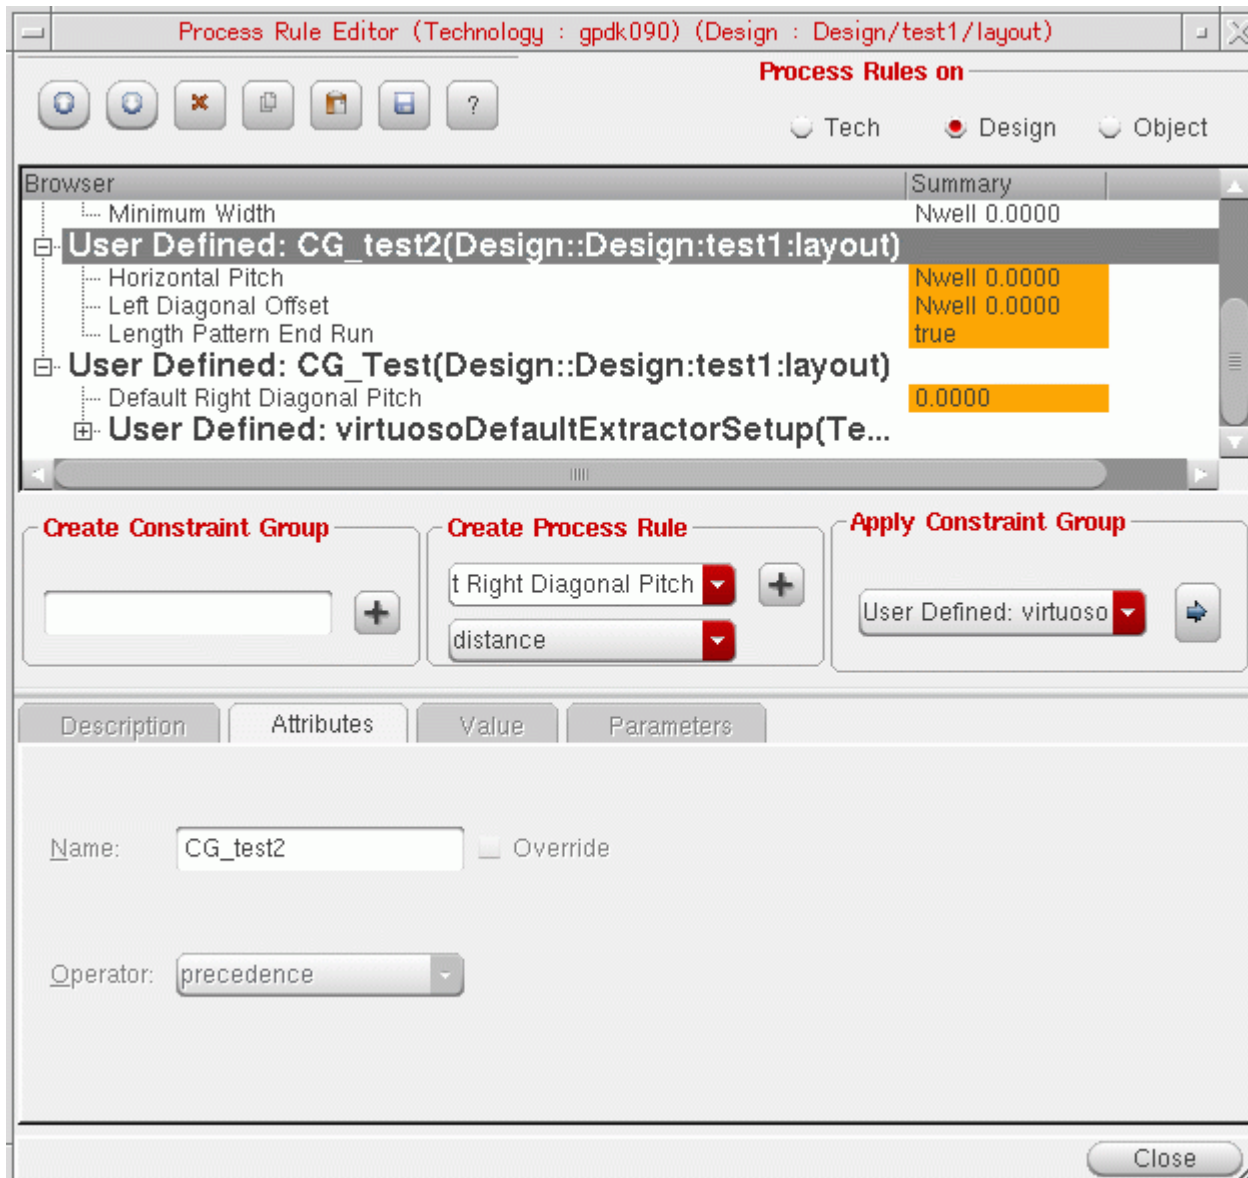 Process Rule Editor (Technology : gpdk090) (Design : Design/test1/layout)
Process Rules on
?
Tech Design Object
Browser Summary
Minimum Width Nwell 0.0000
User Defined: CG_test2(Design::Design:test1:layout)
Horizontal Pitch Nwell 0.0000
Left Diagonal Offset Nwell 0.0000
Length Pattern End Run true
User Defined: CG_Test(Design::Design:test1:layout)
Default Right Diagonal Pitch 0.0000
User Defined: virtuosoDefaultExtractorSetup(Te...
Create Constraint Group Create Process Rule Apply Constraint Group
t Right Diagonal Pitch
User Defined: virtuoso
distance
Description Attributes Value Parameters
Name: CG_test2 Override
Operator: precedence
Close